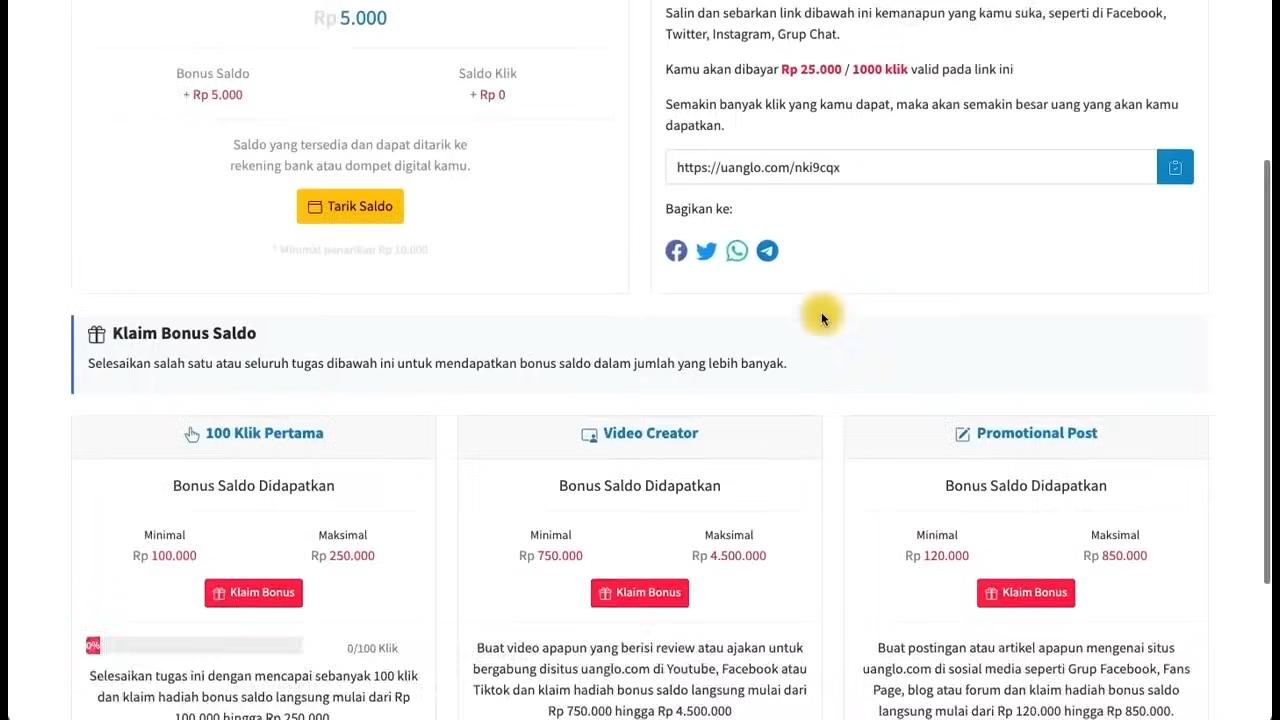 Rp 5.000
Bonus Saldo
+ Rp 5.000
Saldo Klik
+ Rp 0
Saldo yang tersedia dan dapat ditarik ke
rekening bank atau dompet digital kamu.
Tarik Saldo
* Minimal penarikan Rp 10.000
Salin dan sebarkan link dibawah ini kemanapun yang kamu suka, seperti di Facebook,
Twitter, Instagram, Grup Chat.
Kamu akan dibayar Rp 25.000 / 1000 klik valid pada link ini
Semakin banyak klik yang kamu dapat, maka akan semakin besar uang yang akan kamu
dapatkan.
https://uanglo.com/nki9cqx
Bagikan ke:
Klaim Bonus Saldo
Selesaikan salah satu atau seluruh tugas dibawah ini untuk mendapatkan bonus saldo dalam jumlah yang lebih banyak.
100 Klik Pertama
Bonus Saldo Didapatkan
Minimal
Rp 100.000
Maksimal
Rp 250.000
Klaim Bonus
0%
0/100 Klik
Selesaikan tugas ini dengan mencapai sebanyak 100 klik
dan klaim hadiah bonus saldo langsung mulai dari Rp
100.000 hingga Rp 250.000
Video Creator
Bonus Saldo Didapatkan
Minimal
Rp 750.000
Maksimal
Rp 4.500.000
Klaim Bonus
Buat video apapun yang berisi review atau ajakan untuk
bergabung disitus uanglo.com di Youtube, Facebook atau
Tiktok dan klaim hadiah bonus saldo langsung mulai dari
Rp 750.000 hingga Rp 4.500.000
Promotional Post
Bonus Saldo Didapatkan
Minimal
Rp 120.000
Maksimal
Rp 850.000
Klaim Bonus
Buat postingan atau artikel apapun mengenai situs
uanglo.com di sosial media seperti Grup Facebook, Fans
Page, blog atau forum dan klaim hadiah bonus saldo
langsung mulai dari Rp 120.000 hingga Rp 850.000.